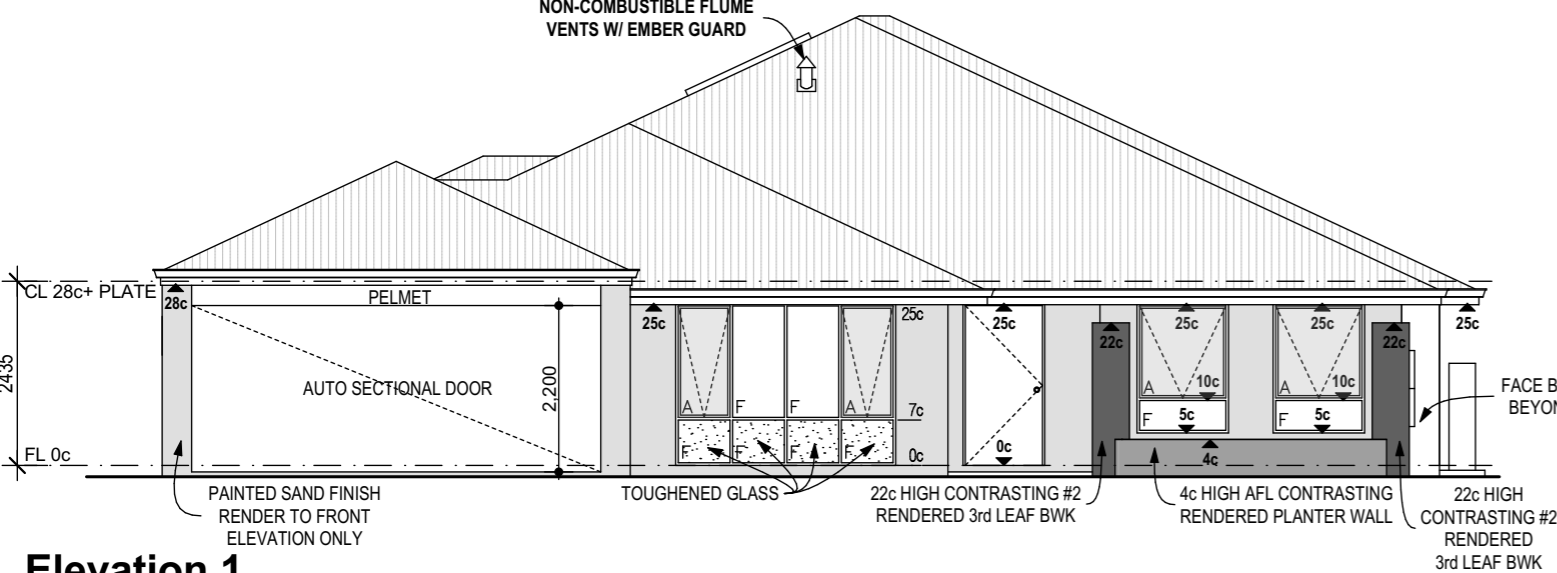 NON-COMBUSTIBLE FLUME
VENTS W/ EMBER GUARD
CL 28c+ PLATE
28c
PELMET
25c
25c
25c
25c
25c
25c
22c
22c
2435
AUTO SECTIONAL DOOR
2,200
A
F
F
A
7c
A
10c
A
10c
F
5c
F
5c
FACE B
BEYON
FL 0c
F
F
F
F
0c
0c
4c
PAINTED SAND FINISH
RENDER TO FRONT
ELEVATION ONLY
TOUGHENED GLASS
22c HIGH CONTRASTING #2
RENDERED 3rd LEAF BWK
4c HIGH AFL CONTRASTING
RENDERED PLANTER WALL
22c HIGH
CONTRASTING #2
RENDERED
3rd LEAF BWK
Elevation 1